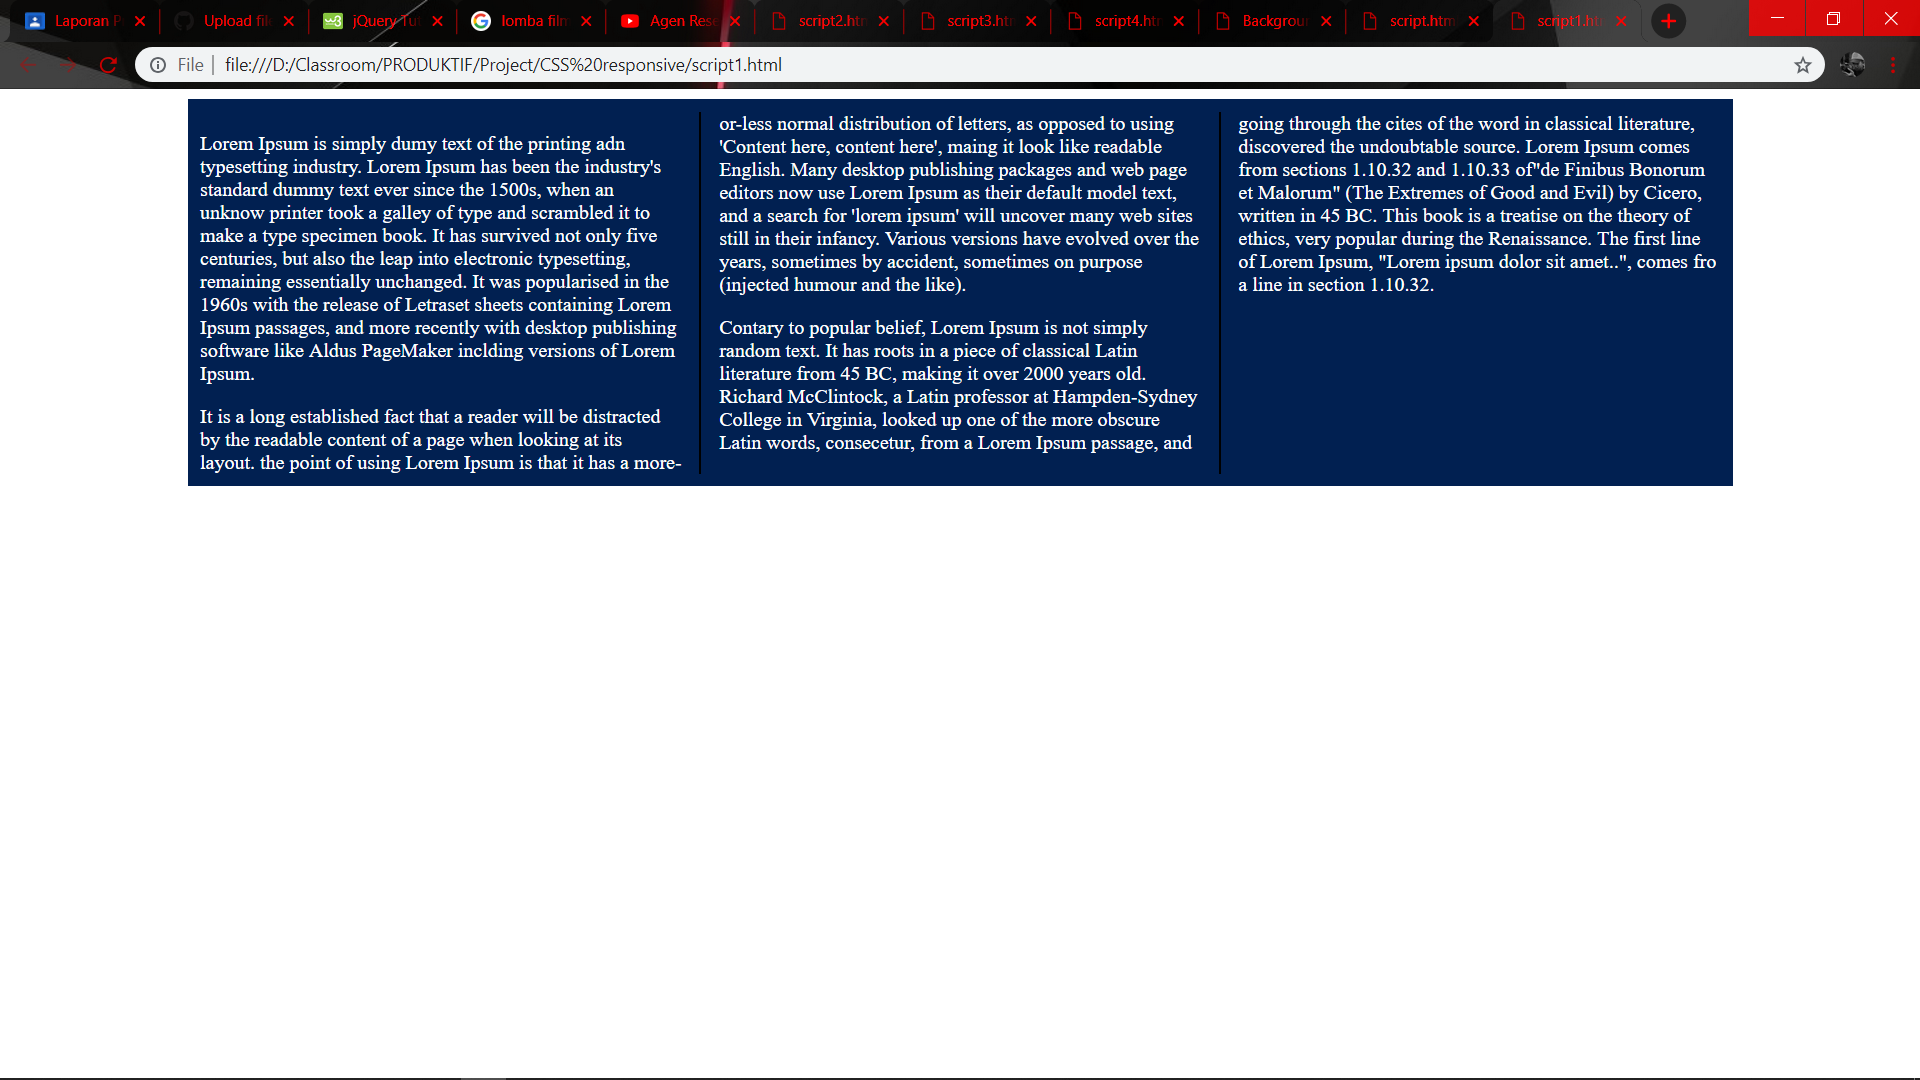 Laporan P
Upload file
jQuery Tut
lomba film
Agen Rese
script2.htm
script3.htm
script4.htm
Backgroun
script.htm
script1.ht
File
file:///D:/Classroom/PRODUKTIF/Project/CSS%20responsive/script1.html
Lorem Ipsum is simply dumy text of the printing adn
typesetting industry. Lorem Ipsum has been the industry's
standard dummy text ever since the 1500s, when an
unknow printer took a galley of type and scrambled it to
make a type specimen book. It has survived not only five
centuries, but also the leap into electronic typesetting,
remaining essentially unchanged. It was popularised in the
1960s with the release of Letraset sheets containing Lorem
Ipsum passages, and more recently with desktop publishing
software like Aldus PageMaker inclding versions of Lorem
Ipsum.
It is a long established fact that a reader will be distracted
by the readable content of a page when looking at its
layout. the point of using Lorem Ipsum is that it has a more-
or-less normal distribution of letters, as opposed to using
'Content here, content here', maing it look like readable
English. Many desktop publishing packages and web page
editors now use Lorem Ipsum as their default model text,
and a search for 'lorem ipsum' will uncover many web sites
still in their infancy. Various versions have evolved over the
years, sometimes by accident, sometimes on purpose
(injected humour and the like).
Contary to popular belief, Lorem Ipsum is not simply
random text. It has roots in a piece of classical Latin
literature from 45 BC, making it over 2000 years old.
Richard McClintock, a Latin professor at Hampden-Sydney
College in Virginia, looked up one of the more obscure
Latin words, consecetur, from a Lorem Ipsum passage, and
going through the cites of the word in classical literature,
discovered the undoubtable source. Lorem Ipsum comes
from sections 1.10.32 and 1.10.33 of"de Finibus Bonorum
et Malorum" (The Extremes of Good and Evil) by Cicero,
written in 45 BC. This book is a treatise on the theory of
ethics, very popular during the Renaissance. The first line
of Lorem Ipsum, "Lorem ipsum dolor sit amet..", comes fro
a line in section 1.10.32.